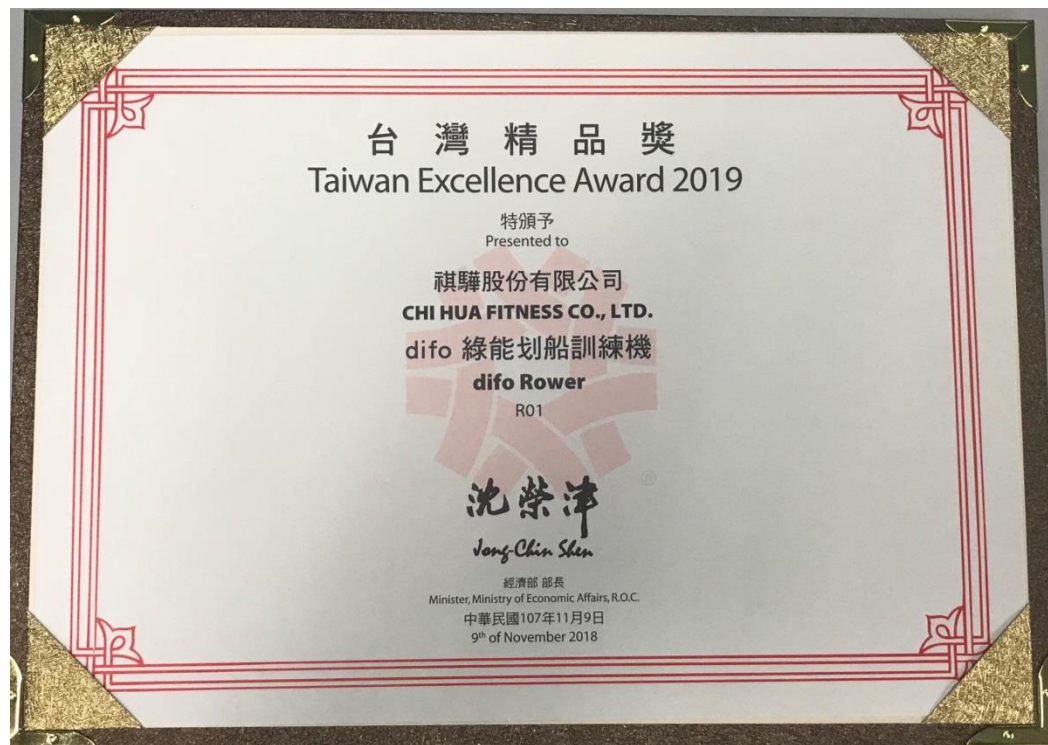 台灣精品獎
Taiwan Excellence Award 2019
特頒予
Presented to
祺驊股份有限公司
CHI HUA FITNESS CO., LTD.
difo 綠能划船訓練機
difo Rower
R01
®
沈榮津
Jong-Chin Shen
經濟部 部長
Minister, Ministry of Economic Affairs, R.O.C.
中華民國107年11月9日
9th of November 2018